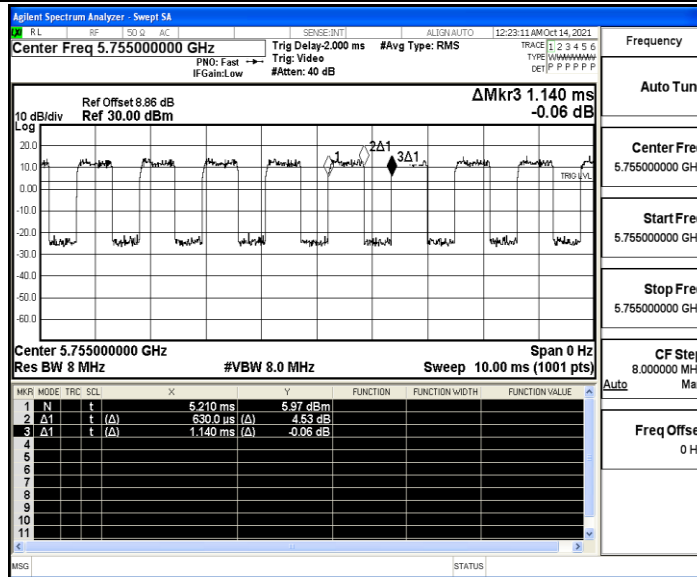 Agilent Spectrum Analyzer - Swept SA
RL RF 50 Ω AC SENSE:INT ALIGN AUTO 12:23:11 AM Oct 14, 2021
Center Freq 5.755000000 GHz
PNO: Fast
IFGain:Low
Trig Delay-2.000 ms
Trig: Video
#Atten: 40 dB
#Avg Type: RMS
TRACE 1 2 3 4 5 6
TYPE WWWWWW
DET P P P P P P
Ref Offset 8.86 dB
10 dB/div Ref 30.00 dBm
Log
ΔMkr3 1.140 ms
-0.06 dB
20.0
10.0
0.00
-10.0
-20.0
-30.0
-40.0
-50.0
-60.0
1
2Δ1
3Δ1
TRIG LVL
Center 5.755000000 GHz Span 0 Hz
Res BW 8 MHz #VBW 8.0 MHz Sweep 10.00 ms (1001 pts)
MKR MODE TRC SCL X Y FUNCTION FUNCTION WIDTH FUNCTION VALUE
1 N t 5.210 ms 5.97 dBm
2 Δ1 t (Δ) 630.0 µs (Δ) 4.53 dB
3 Δ1 t (Δ) 1.140 ms (Δ) -0.06 dB
4
5
6
7
8
9
10
11
MSG STATUS
Frequency
Auto Tun
Center Fre
5.755000000 GH
Start Fre
5.755000000 GH
Stop Fre
5.755000000 GH
CF Step
8.000000 MH
Auto Ma
Freq Offse
0 H